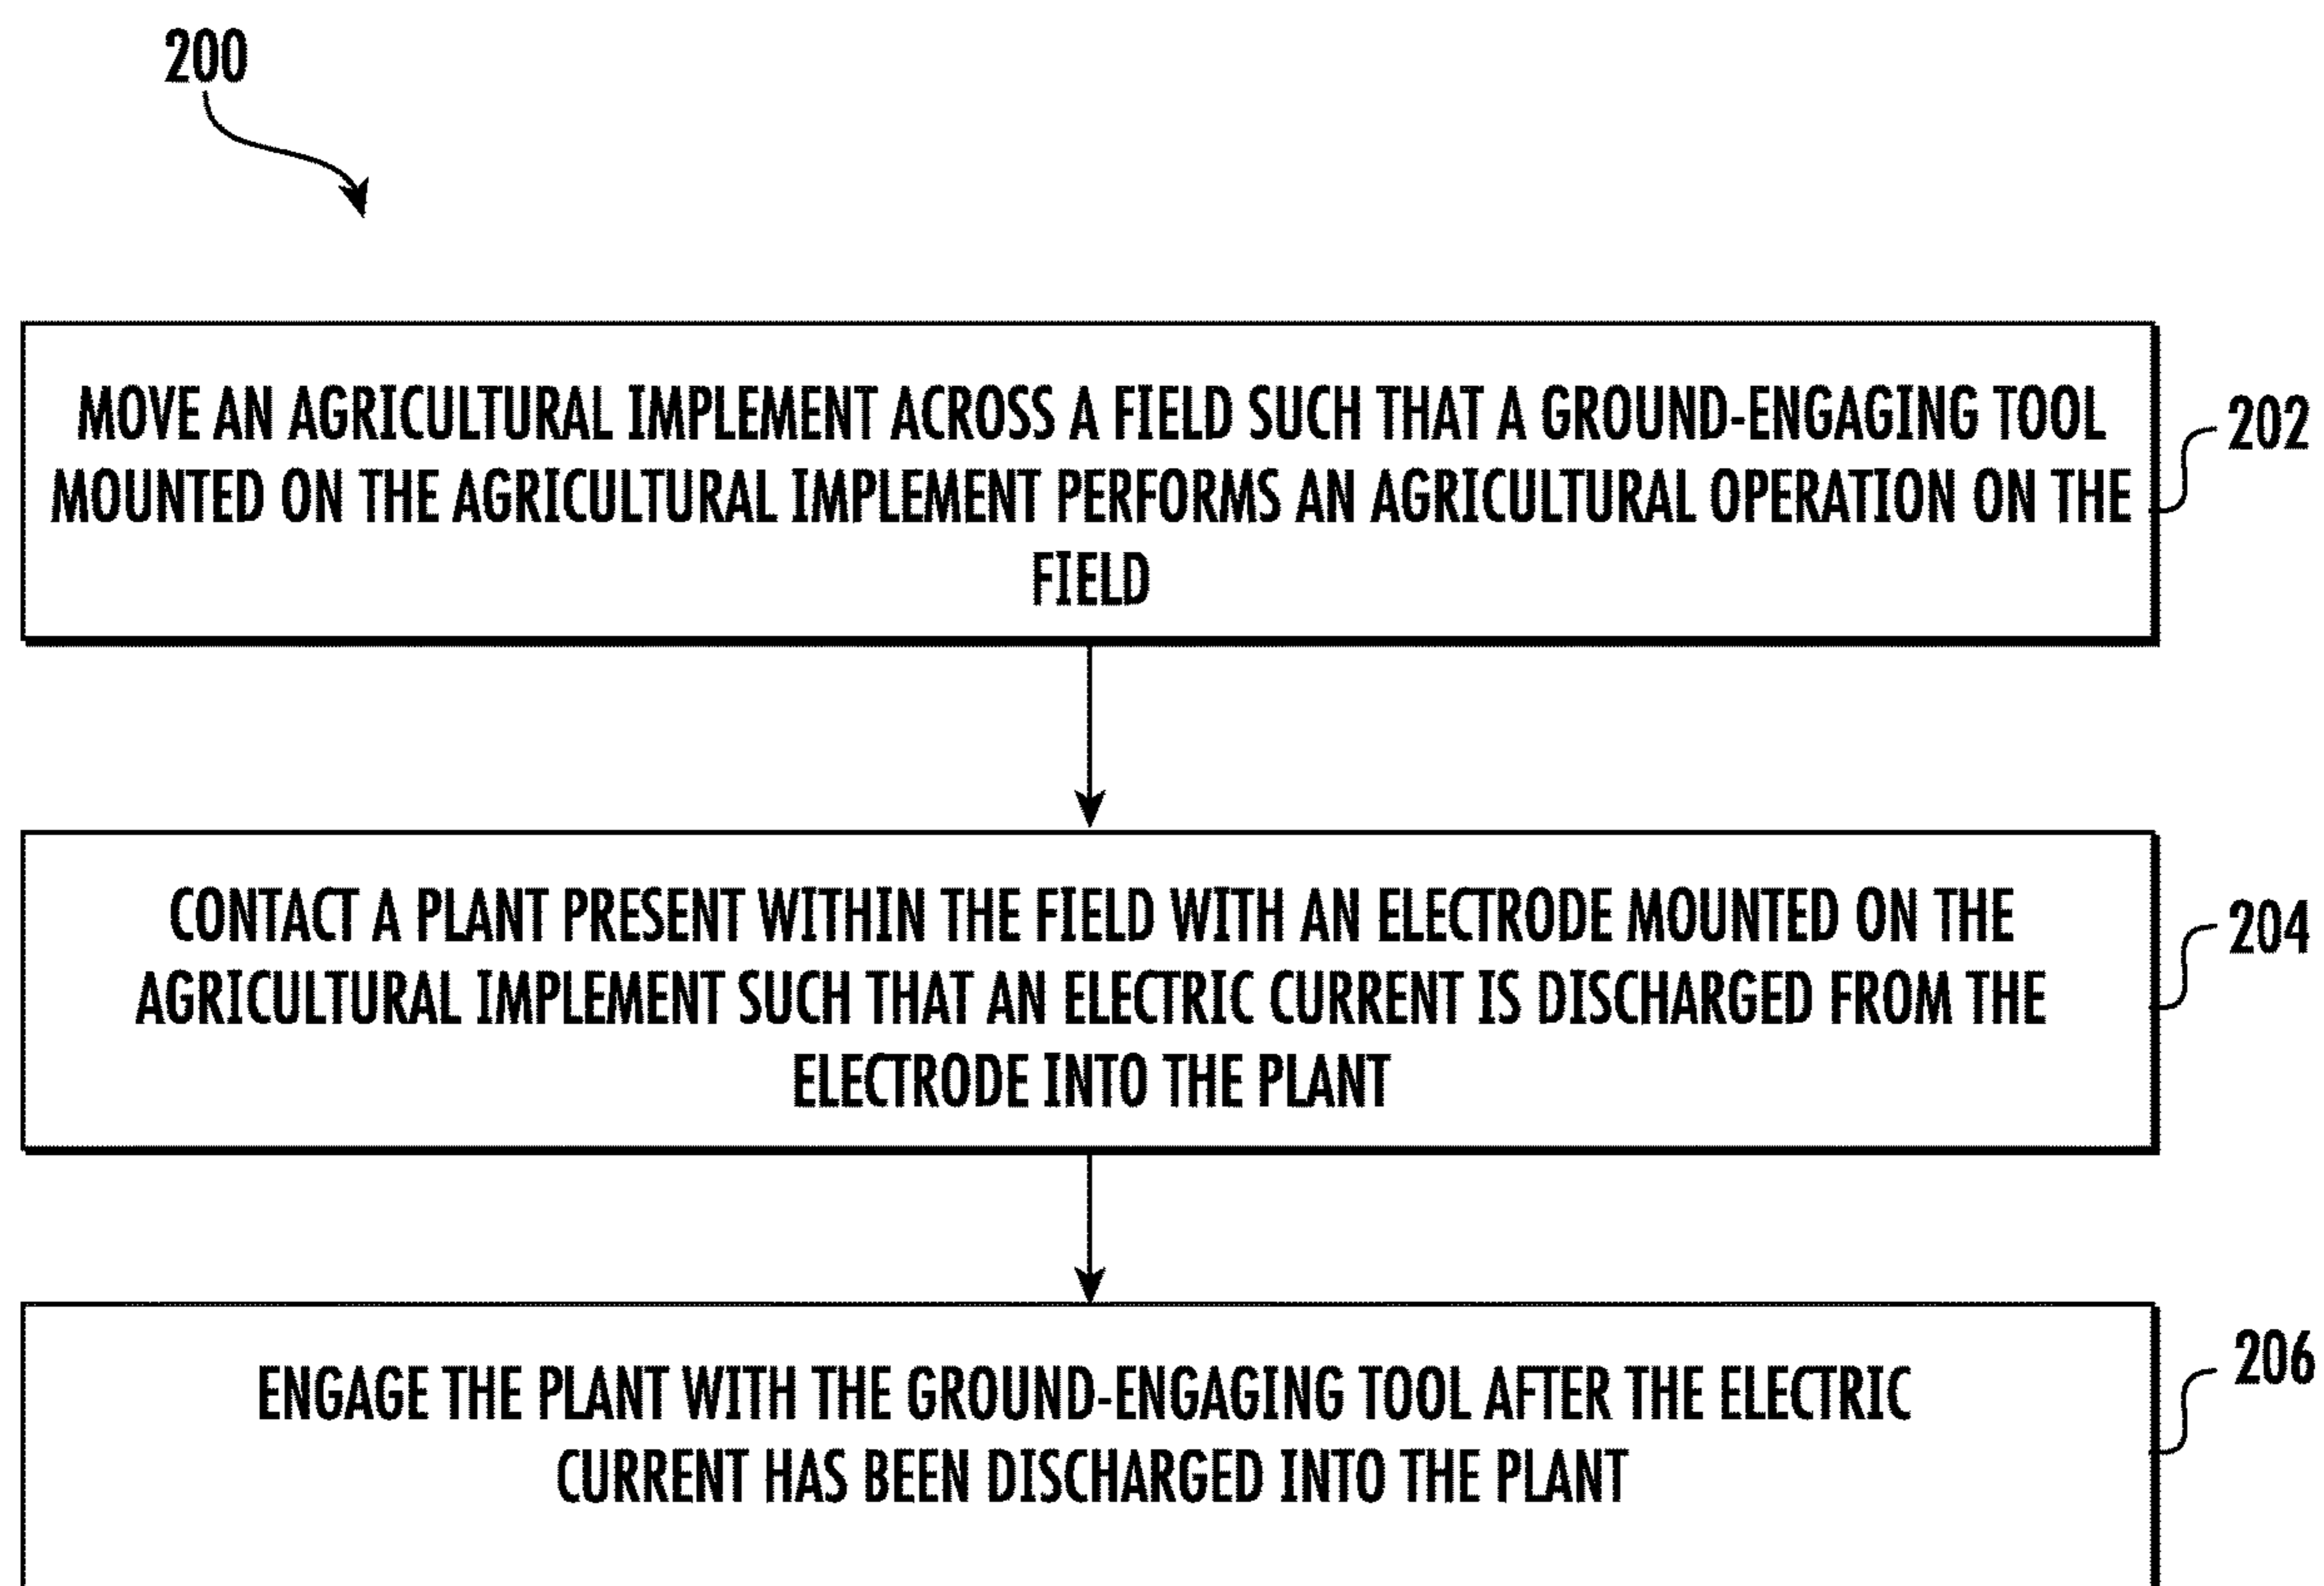 200
MOVE AN AGRICULTURAL IMPLEMENT ACROSS A FIELD SUCH THAT A GROUND-ENGAGING TOOL
MOUNTED ON THE AGRICULTURAL IMPLEMENT PERFORMS AN AGRICULTURAL OPERATION ON THE
FIELD
202
CONTACT A PLANT PRESENT WITHIN THE FIELD WITH AN ELECTRODE MOUNTED ON THE
AGRICULTURAL IMPLEMENT SUCH THAT AN ELECTRIC CURRENT IS DISCHARGED FROM THE
ELECTRODE INTO THE PLANT
204
ENGAGE THE PLANT WITH THE GROUND-ENGAGING TOOL AFTER THE ELECTRIC
CURRENT HAS BEEN DISCHARGED INTO THE PLANT
206